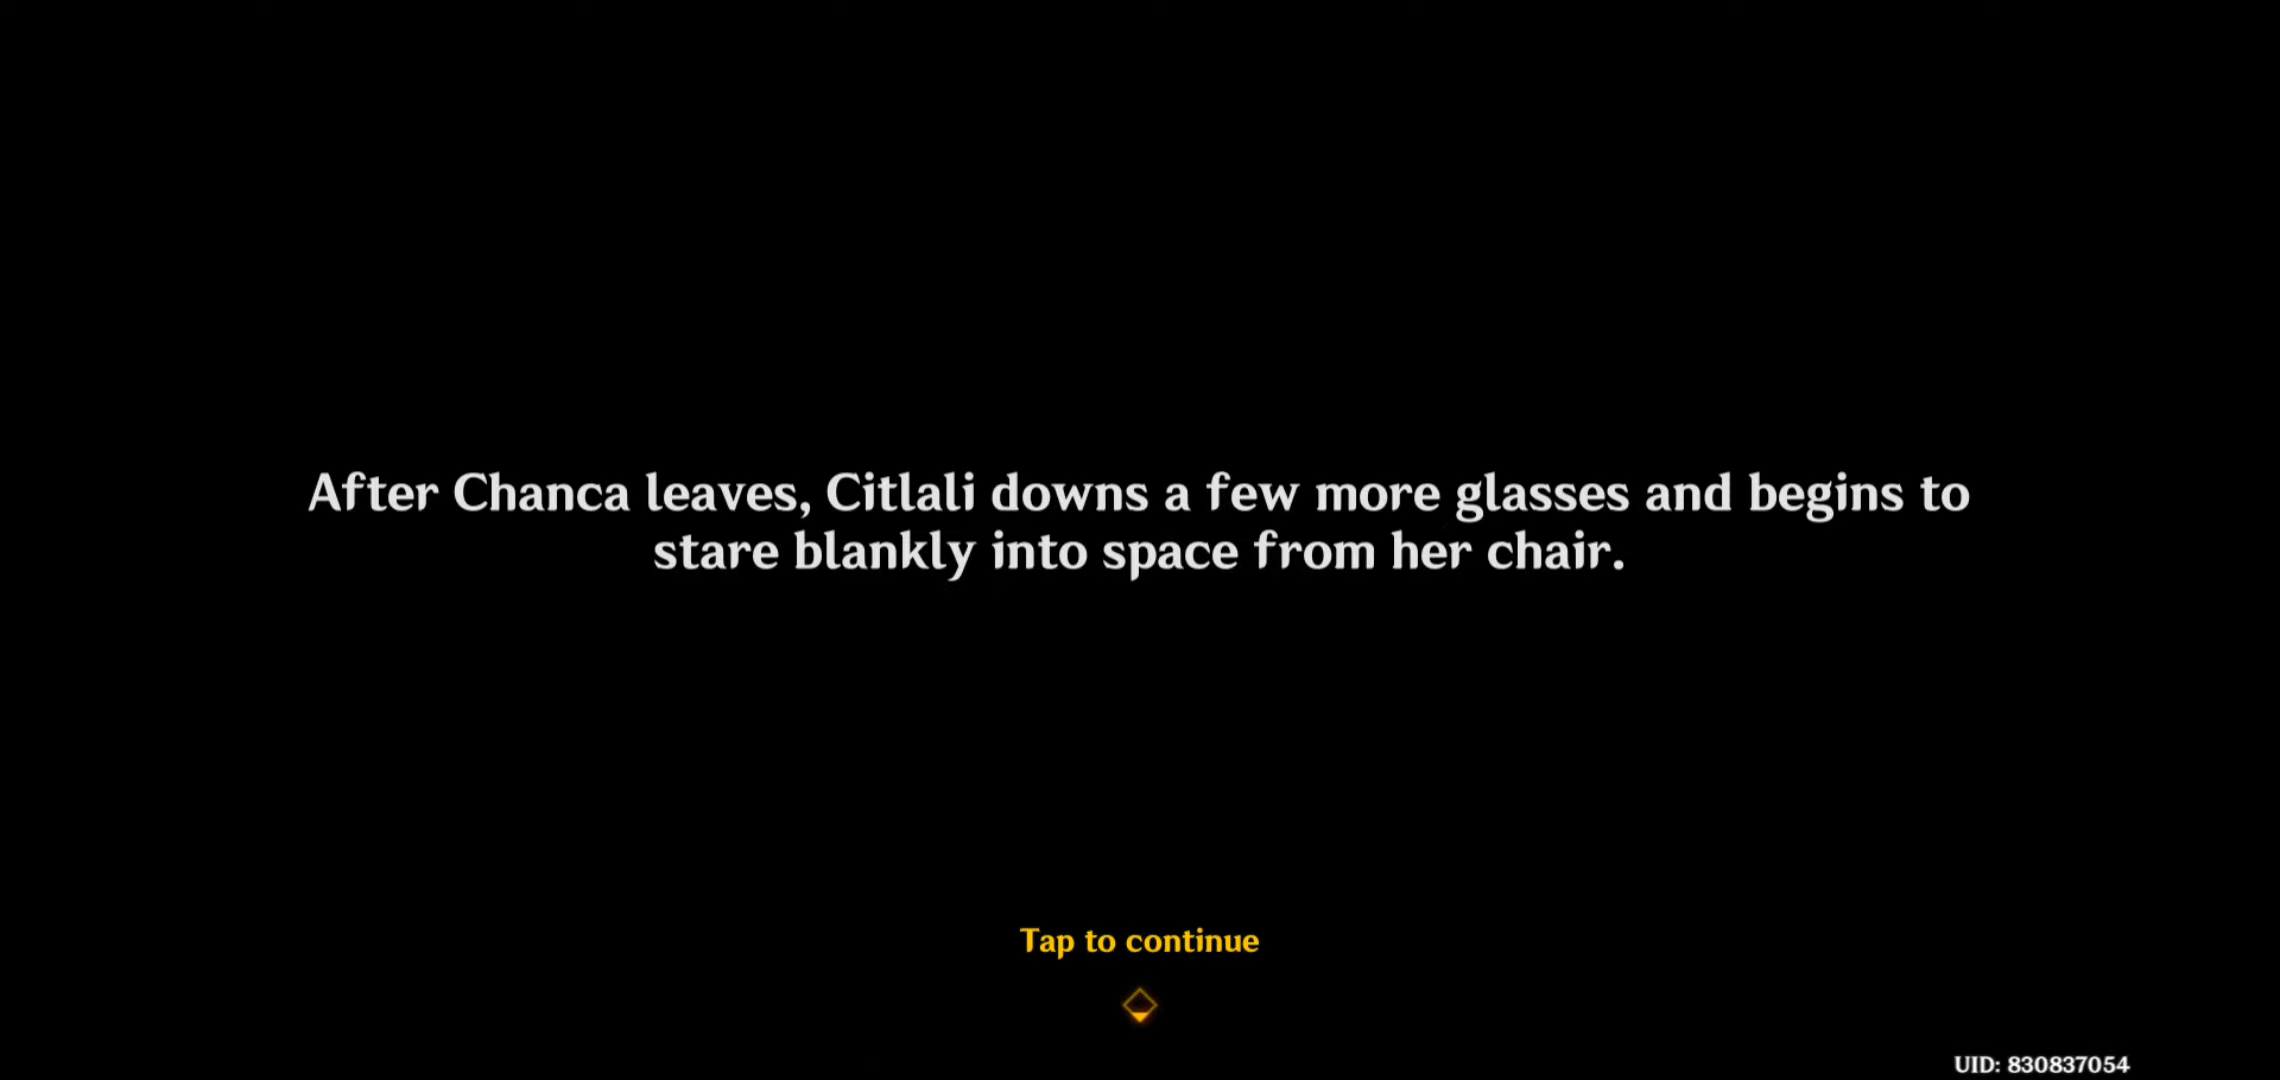 After Chanca leaves, Citlali downs a few more glasses and begins to
stare blankly into space from her chair.
Tap to continue
UID: 830837054